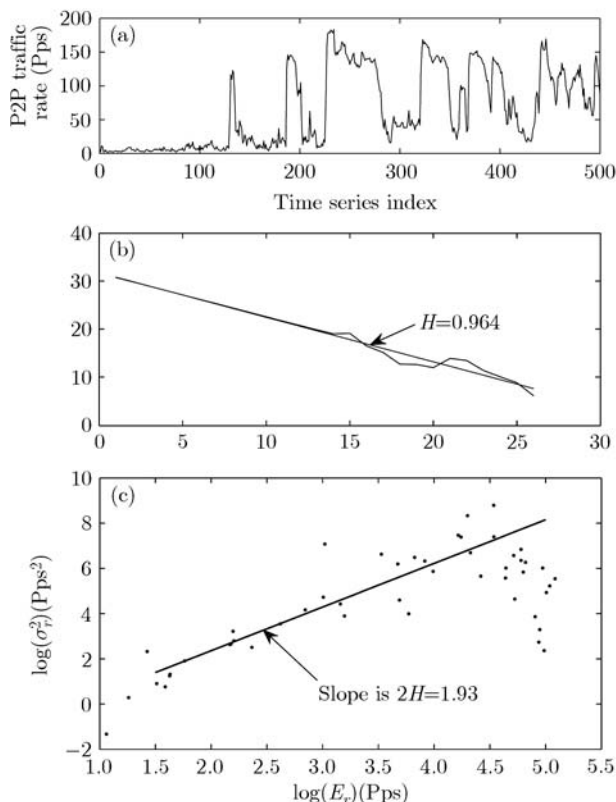 (a)
P2P traffic
rate (Pps)
200
150
100
50
0
0 100 200 300 400 500
Time series index
(b)
40
30
20
10
0
H=0.964
0 5 10 15 20 25 30
(c)
10
8
6
4
2
0
−2
log(σ²ᵣ)(Pps²)
Slope is 2H=1.93
1.0 1.5 2.0 2.5 3.0 3.5 4.0 4.5 5.0 5.5
log(Eᵣ)(Pps)